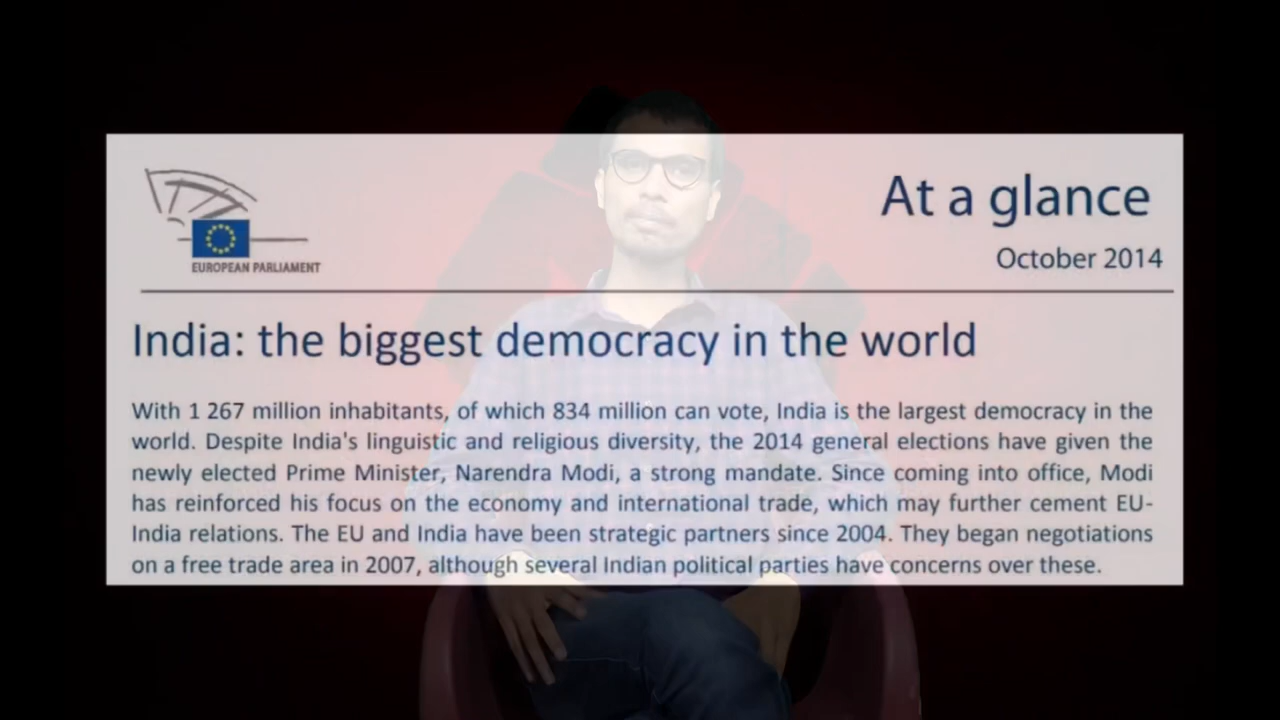 EUROPEAN PARLIAMENT
At a glance
October 2014
India: the biggest democracy in the world
With 1 267 million inhabitants, of which 834 million can vote, India is the largest democracy in the
world. Despite India's linguistic and religious diversity, the 2014 general elections have given the
newly elected Prime Minister, Narendra Modi, a strong mandate. Since coming into office, Modi
has reinforced his focus on the economy and international trade, which may further cement EU-
India relations. The EU and India have been strategic partners since 2004. They began negotiations
on a free trade area in 2007, although several Indian political parties have concerns over these.